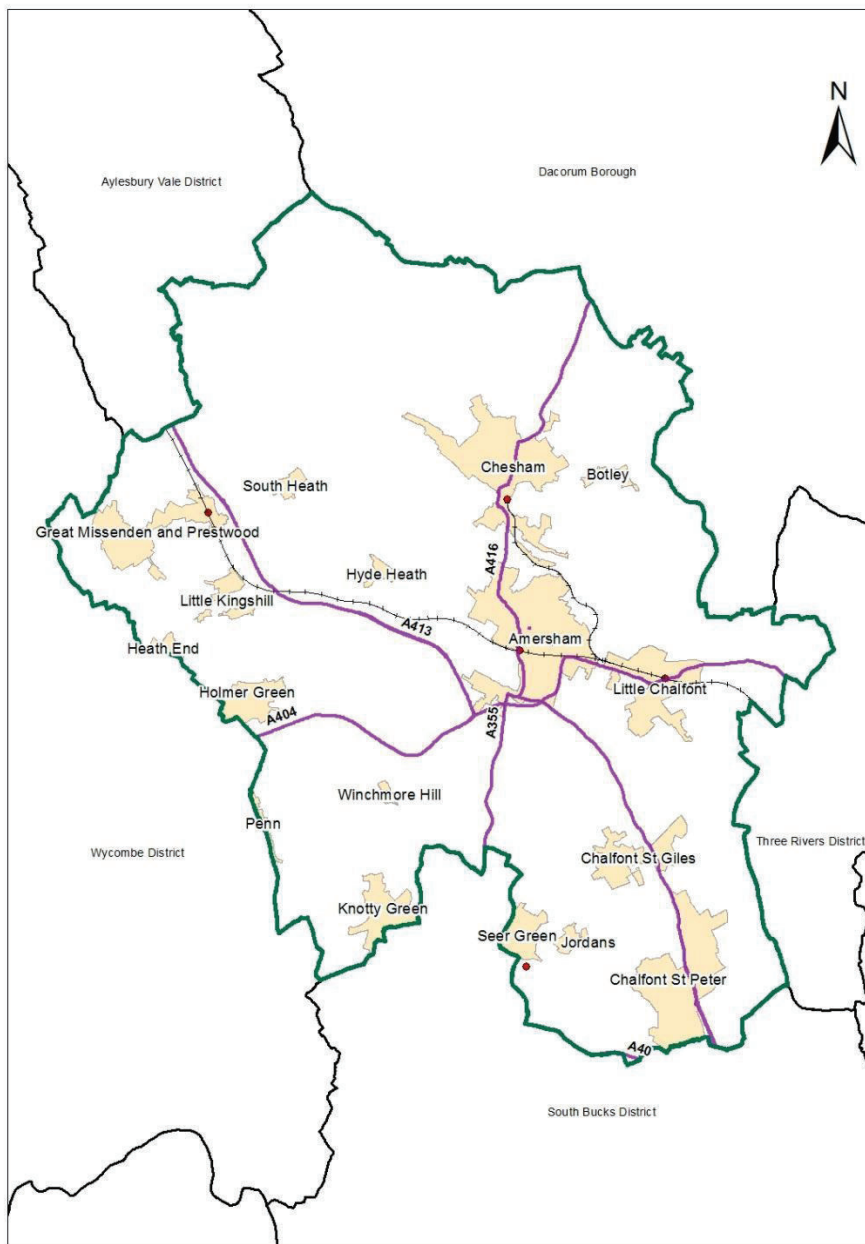 N
Aylesbury Vale District
Dacorum Borough
Chesham
South Heath
Botley
Great Missenden and Prestwood
A416
Hyde Heath
Little Kingshill
A413
Amersham
Heath End
Holmer Green
Little Chalfont
A404
A355
Winchmore Hill
Penn
Wycombe District
Three Rivers District
Chalfont St Giles
Knotty Green
Seer Green
Jordans
Chalfont St Peter
A40
South Bucks District